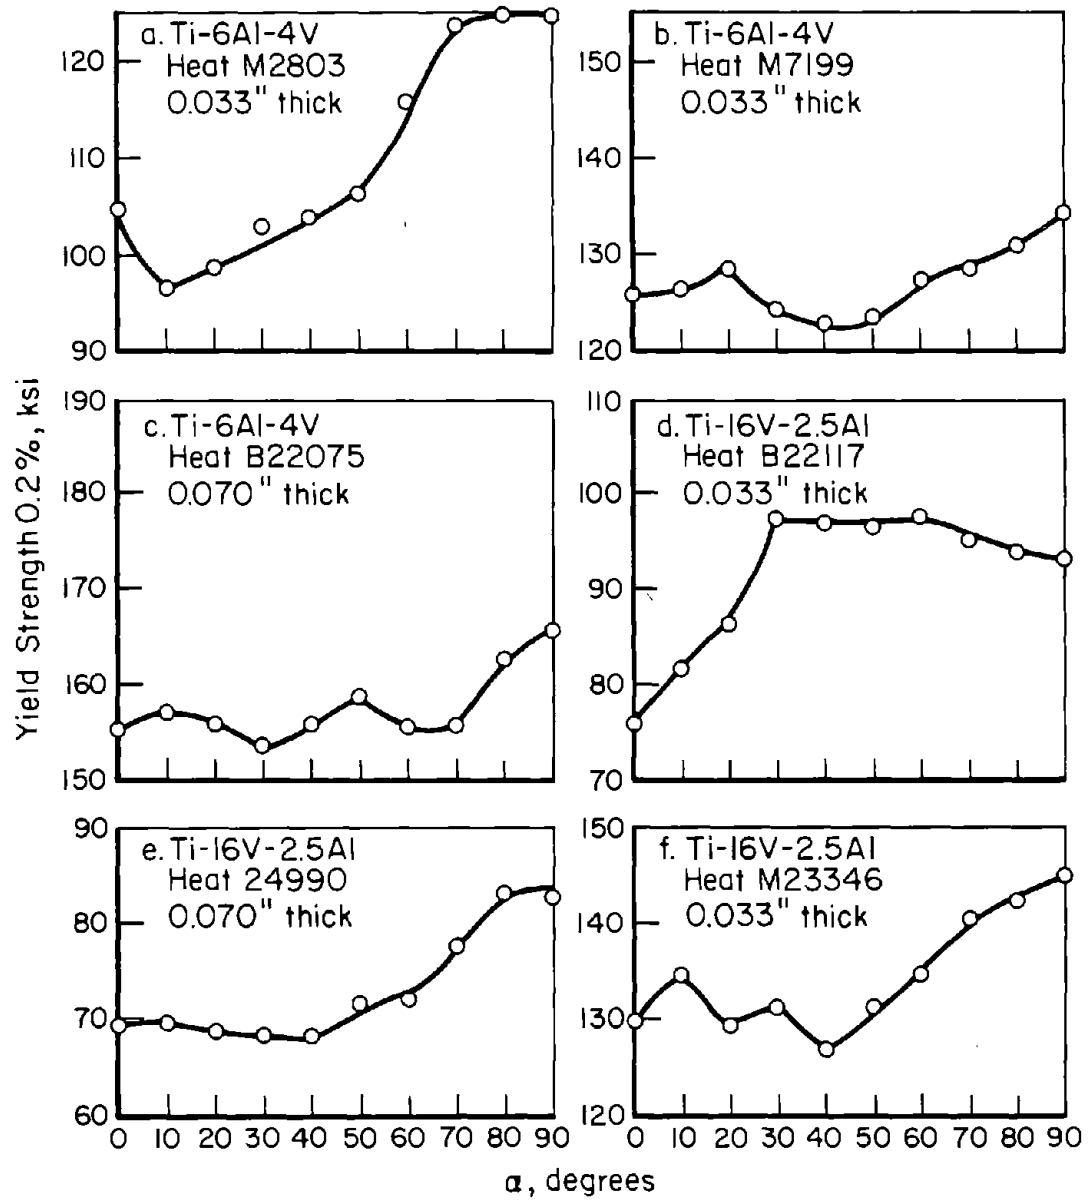 a. Ti-6Al-4V
Heat M2803
0.033" thick
120
110
100
90
b. Ti-6Al-4V
Heat M7199
0.033" thick
150
140
130
120
Yield Strength 0.2%, ksi
c. Ti-6Al-4V
Heat B22075
0.070" thick
190
180
170
160
150
d. Ti-16V-2.5Al
Heat B22117
0.033" thick
110
100
90
80
70
e. Ti-16V-2.5Al
Heat 24990
0.070" thick
90
80
70
60
f. Ti-16V-2.5Al
Heat M23346
0.033" thick
150
140
130
120
0 10 20 30 40 50 60 70 80 90
0 10 20 30 40 50 60 70 80 90
α, degrees